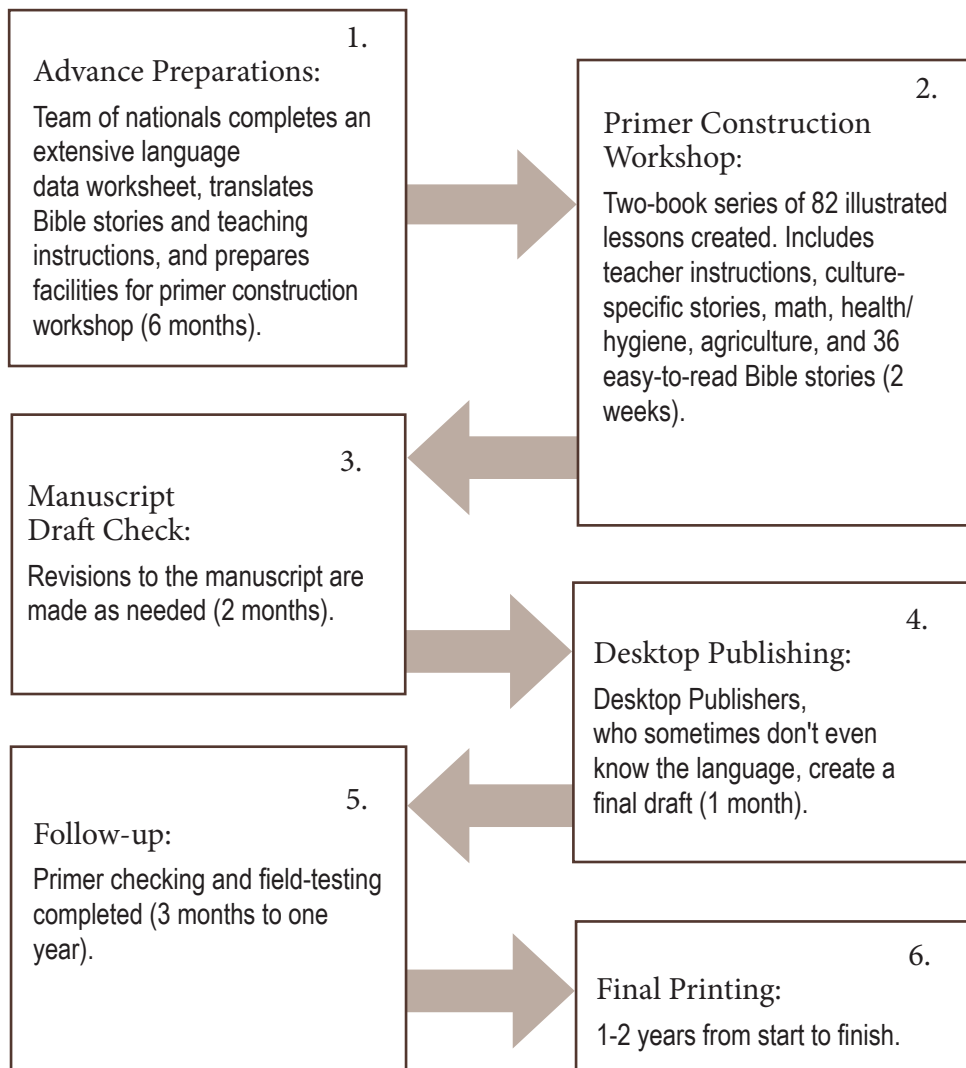 1.
Advance Preparations:
Team of nationals completes an
extensive language
data worksheet, translates
Bible stories and teaching
instructions, and prepares
facilities for primer construction
workshop (6 months).
2.
Primer Construction
Workshop:
Two-book series of 82 illustrated
lessons created. Includes
teacher instructions, culture-
specific stories, math, health/
hygiene, agriculture, and 36
easy-to-read Bible stories (2
weeks).
3.
Manuscript
Draft Check:
Revisions to the manuscript are
made as needed (2 months).
4.
Desktop Publishing:
Desktop Publishers,
who sometimes don't even
know the language, create a
final draft (1 month).
5.
Follow-up:
Primer checking and field-testing
completed (3 months to one
year).
6.
Final Printing:
1-2 years from start to finish.